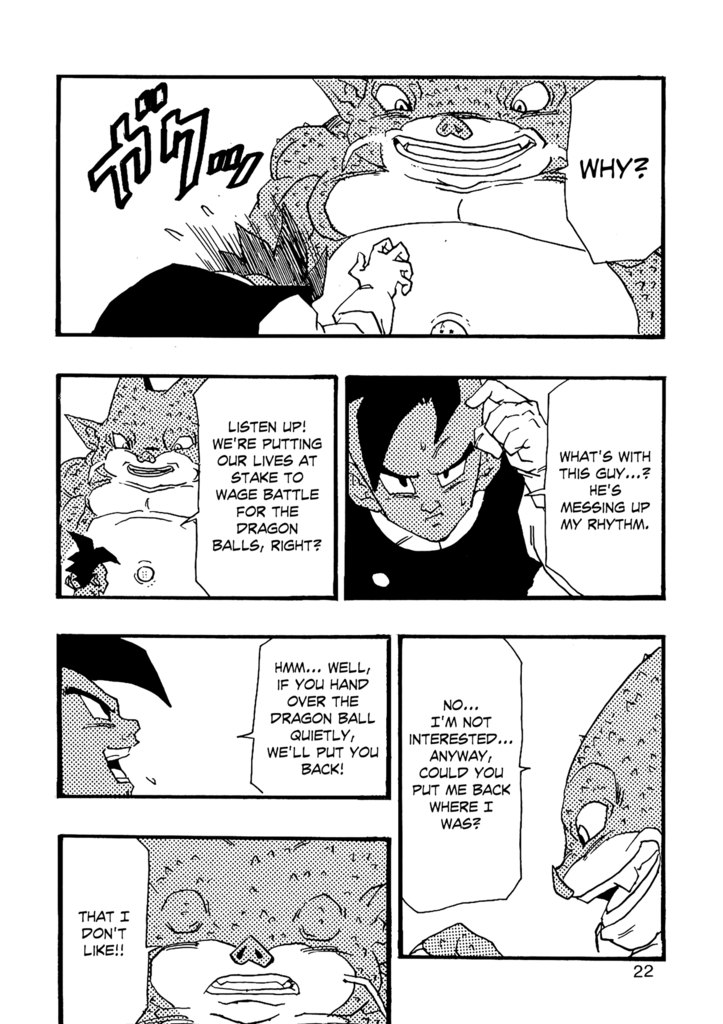 WHY?
ガクッ
WHAT'S WITH
THIS GUY...?
HE'S
MESSING UP
MY RHYTHM.
LISTEN UP!
WE'RE PUTTING
OUR LIVES AT
STAKE TO
WAGE BATTLE
FOR THE
DRAGON
BALLS, RIGHT?
NO...
I'M NOT
INTERESTED...
ANYWAY,
COULD YOU
PUT ME BACK
WHERE I
WAS?
HMM... WELL,
IF YOU HAND
OVER THE
DRAGON BALL
QUIETLY,
WE'LL PUT YOU
BACK!
THAT I
DON'T
LIKE!!
22